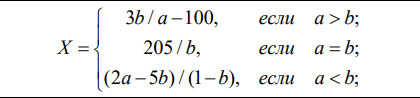 3b / a − 100, если a > b;
X = { 205 / b, если a = b;
(2a − 5b) / (1 − b), если a < b;